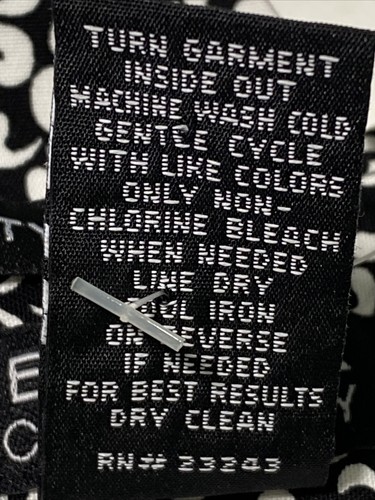 TURN GARMENT
INSIDE OUT
MACHINE WASH COLD
GENTLE CYCLE
WITH LIKE COLORS
ONLY NON-
CHLORINE BLEACH
WHEN NEEDED
LINE DRY
COOL IRON
ON REVERSE
IF NEEDED
FOR BEST RESULTS
DRY CLEAN
RN# 23243